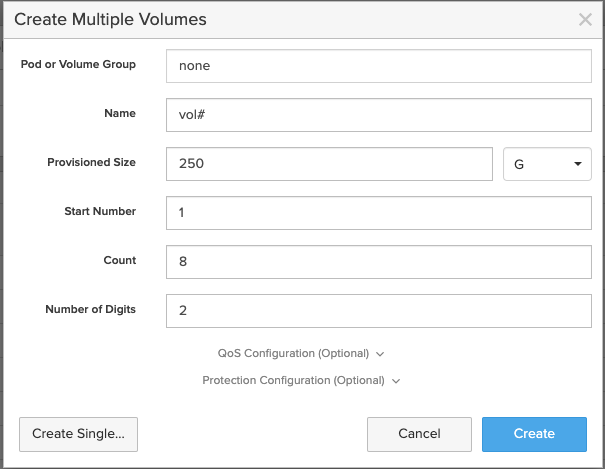 Create Multiple Volumes
Pod or Volume Group none
Name vol#
Provisioned Size 250 G
Start Number 1
Count 8
Number of Digits 2
QoS Configuration (Optional)
Protection Configuration (Optional)
Create Single... Cancel Create